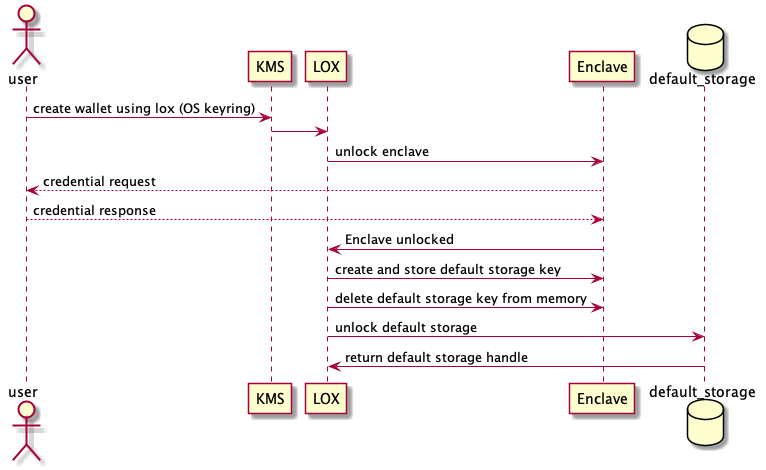 user
KMS
LOX
Enclave
default_storage
create wallet using lox (OS keyring)
unlock enclave
credential request
credential response
Enclave unlocked
create and store default storage key
delete default storage key from memory
unlock default storage
return default storage handle
user
KMS
LOX
Enclave
default_storage